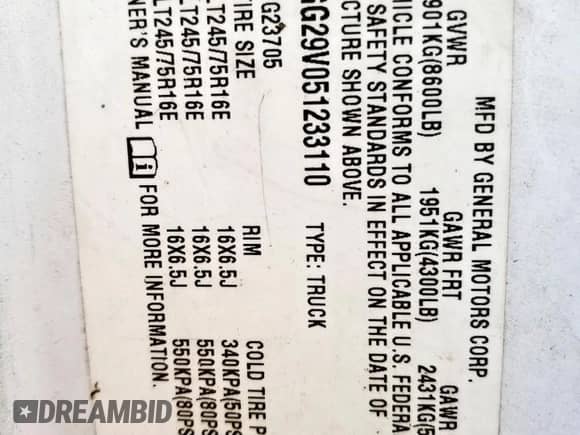 MFD BY GENERAL MOTORS CORP.
GVWR GAWR FRT GAWR
901KG(8600LB) 1951KG(4300LB) 2431KG(5
HICLE CONFORMS TO ALL APPLICABLE U.S. FEDERA
SAFETY STANDARDS IN EFFECT ON THE DATE OF
CTURE SHOWN ABOVE.
GG29V051233110 TYPE: TRUCK
G23705
IRE SIZE RIM COLD TIRE P
LT245/75R16E 16X6.5J 340KPA(50PS
LT245/75R16E 16X6.5J 550KPA(80PS
LT245/75R16E 16X6.5J 550KPA(80PS
NER'S MANUAL FOR MORE INFORMATION.
DREAMBID